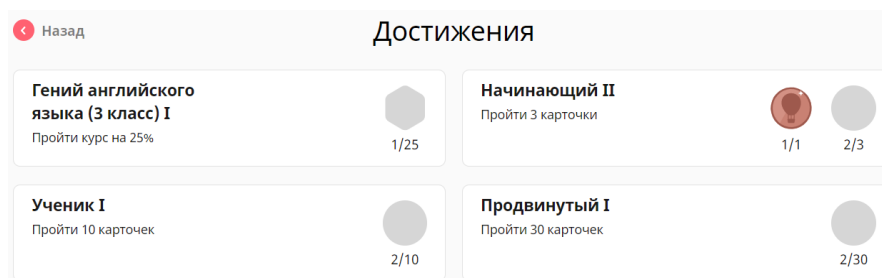 Назад
Достижения
Гений английского
языка (3 класс) I
Пройти курс на 25%
1/25
Начинающий II
Пройти 3 карточки
1/1
2/3
Ученик I
Пройти 10 карточек
2/10
Продвинутый I
Пройти 30 карточек
2/30